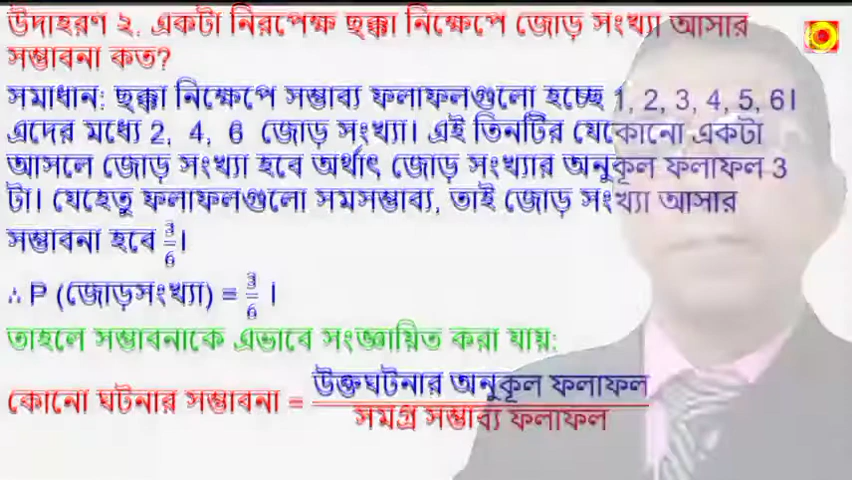 উদাহরণ ২. একটা নিরপেক্ষ ছক্কা নিক্ষেপে জোড় সংখ্যা আসার
সম্ভাবনা কত?
সমাধান: ছক্কা নিক্ষেপে সম্ভাব্য ফলাফলগুলো হচ্ছে 1, 2, 3, 4, 5, 6।
এদের মধ্যে 2, 4, 6 জোড় সংখ্যা। এই তিনটির যেকোনো একটা
আসলে জোড় সংখ্যা হবে অর্থাৎ জোড় সংখ্যার অনুকূল ফলাফল 3
টা। যেহেতু ফলাফলগুলো সমসম্ভাব্য, তাই জোড় সংখ্যা আসার
সম্ভাবনা হবে 3/6।
∴ P (জোড়সংখ্যা) = 3/6 ।
তাহলে সম্ভাবনাকে এভাবে সংজ্ঞায়িত করা যায়:
কোনো ঘটনার সম্ভাবনা = উক্তঘটনার অনুকূল ফলাফল
সমগ্র সম্ভাব্য ফলাফল